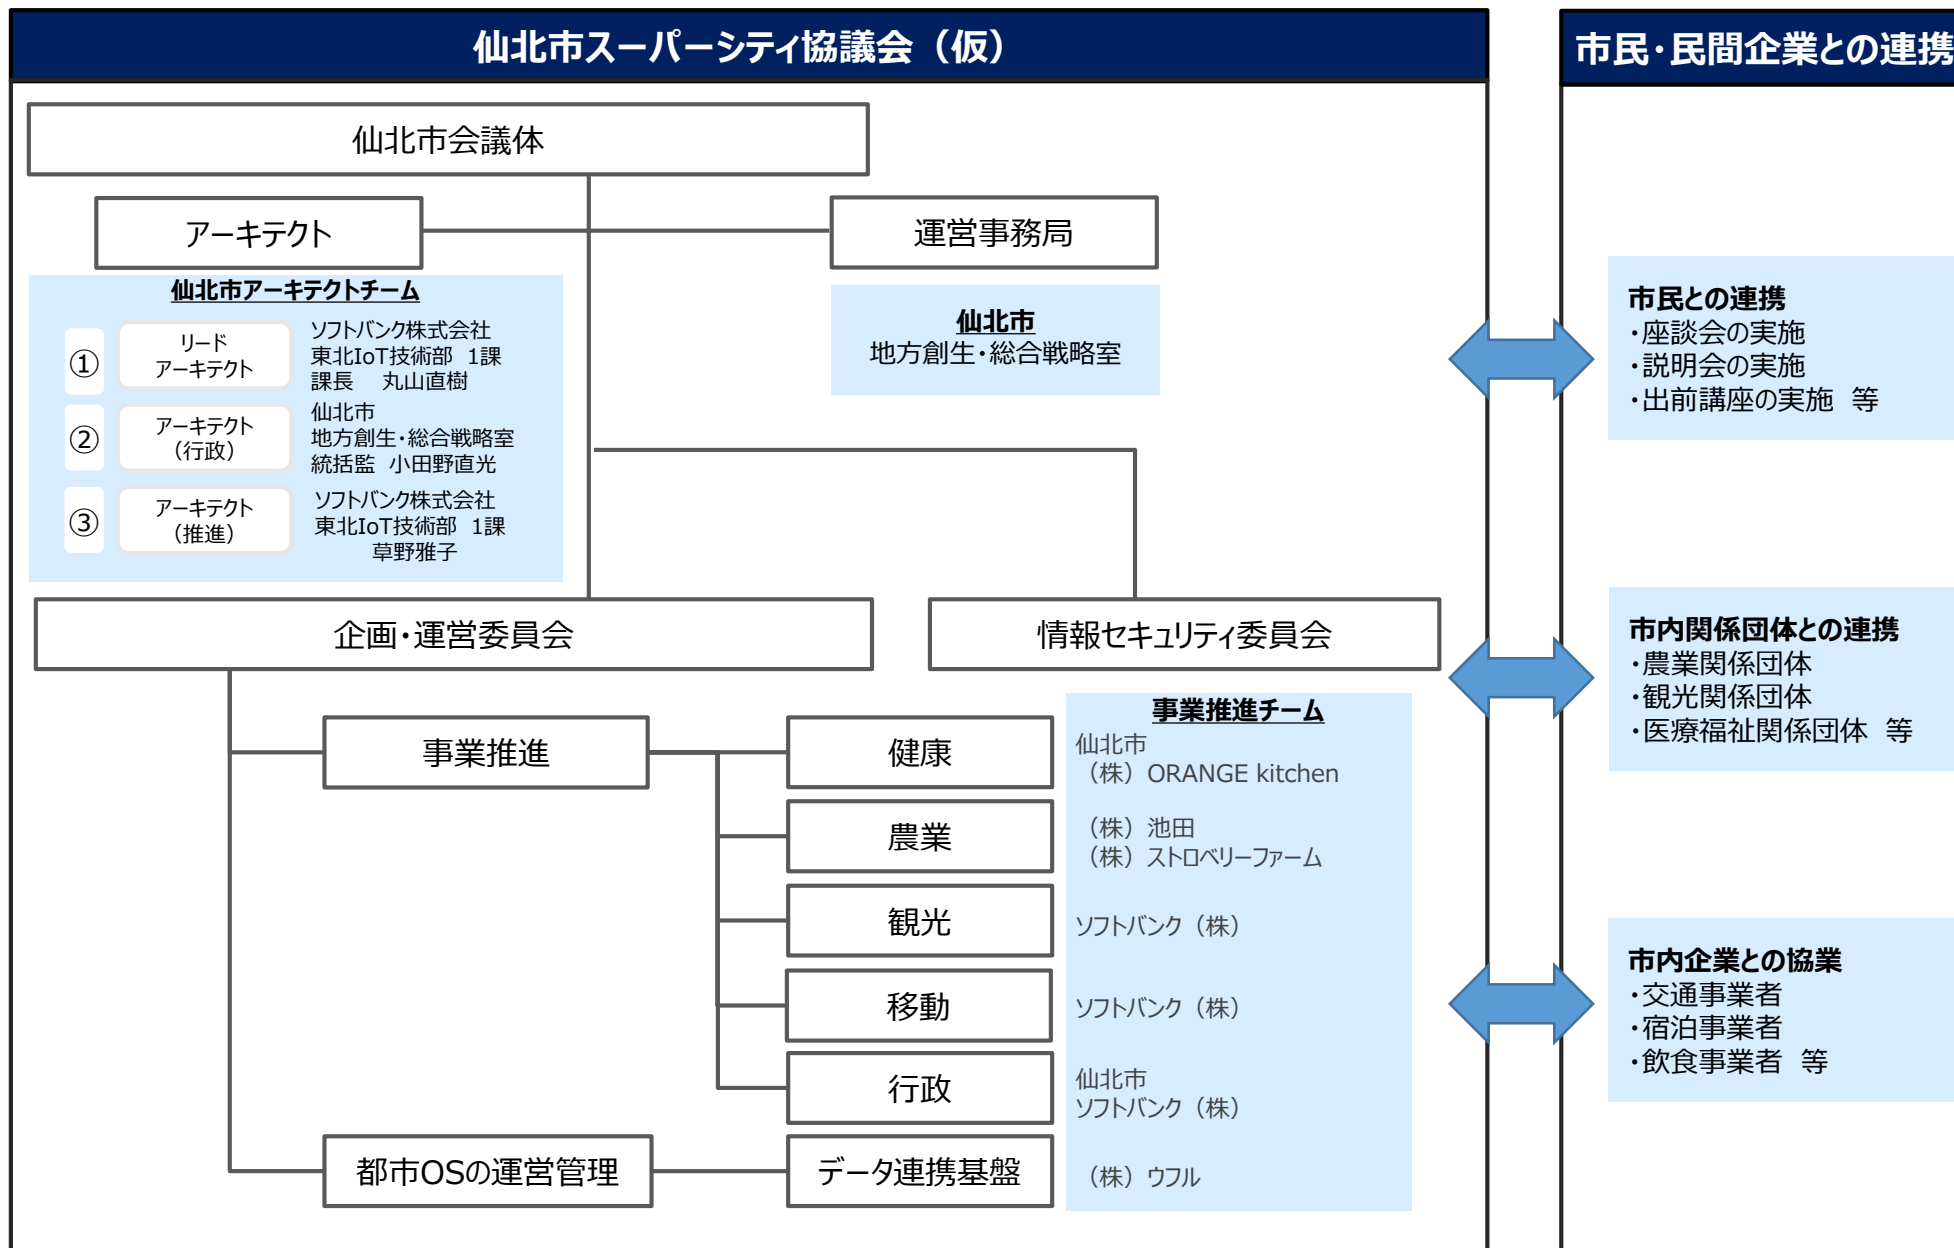 仙北市スーパーシティ協議会（仮）
市民・民間企業との連携
仙北市会議体
アーキテクト
運営事務局
仙北市アーキテクトチーム
①
リード
アーキテクト
ソフトバンク株式会社
東北IoT技術部 1課
課長　丸山直樹
②
アーキテクト
（行政）
仙北市
地方創生・総合戦略室
統括監 小田野直光
③
アーキテクト
（推進）
ソフトバンク株式会社
東北IoT技術部 1課
草野雅子
仙北市
地方創生・総合戦略室
企画・運営委員会
情報セキュリティ委員会
事業推進
健康
農業
観光
移動
行政
都市OSの運営管理
データ連携基盤
事業推進チーム
仙北市
（株）ORANGE kitchen
（株）池田
（株）ストロベリーファーム
ソフトバンク（株）
ソフトバンク（株）
仙北市
ソフトバンク（株）
（株）ウフル
市民との連携
・座談会の実施
・説明会の実施
・出前講座の実施 等
市内関係団体との連携
・農業関係団体
・観光関係団体
・医療福祉関係団体 等
市内企業との協業
・交通事業者
・宿泊事業者
・飲食事業者 等